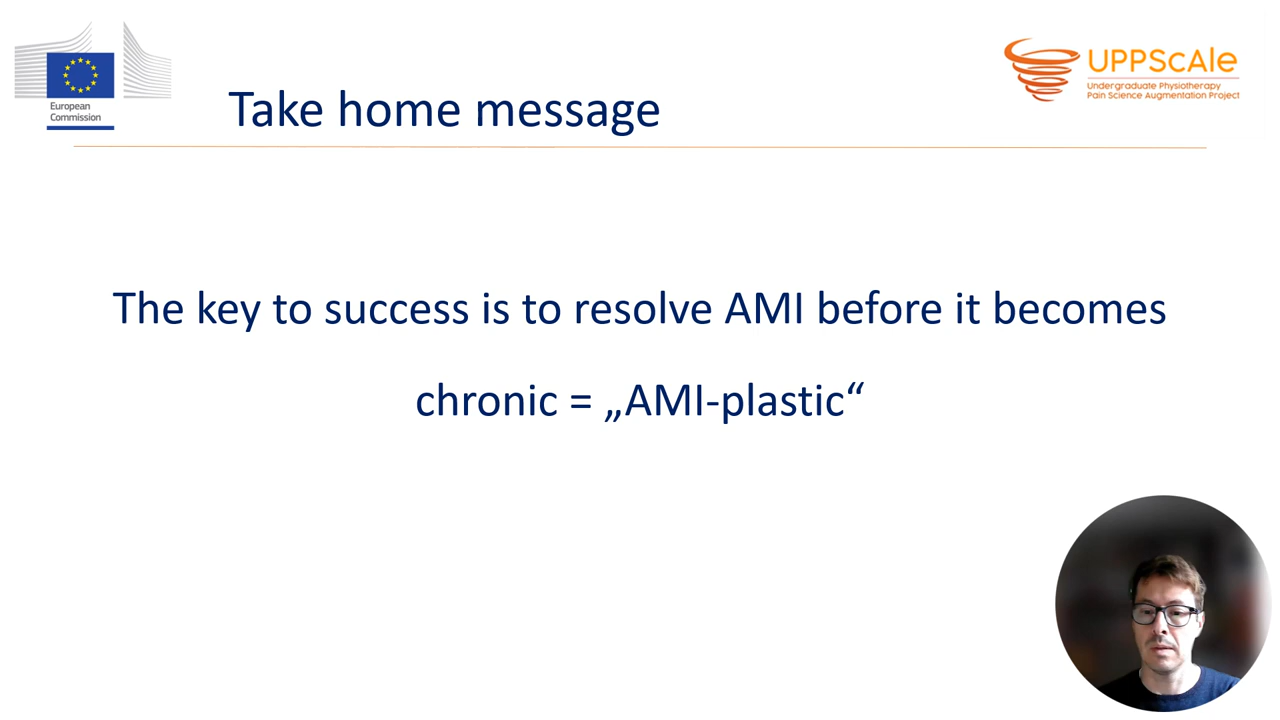 European
Commission
UPPScale
Undergraduate Physiotherapy
Pain Science Augmentation Project
Take home message
The key to success is to resolve AMI before it becomes
chronic = „AMI-plastic“